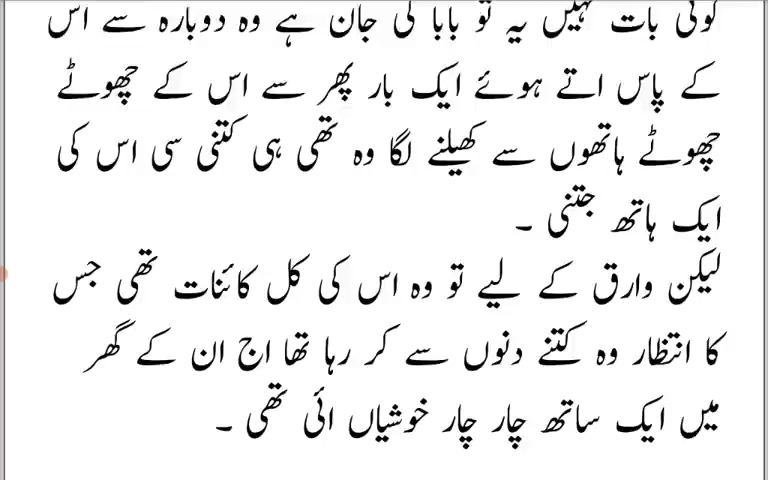 کوئی بات نہیں یہ تو بابا کی جان ہے وہ دوبارہ سے اس
کے پاس اتے ہوئے ایک بار پھر سے اس کے چھوٹے
چھوٹے ہاتھوں سے کھیلنے لگا وہ تھی ہی کتنی سی اس کی
ایک ہاتھ جتنی ۔
لیکن وارق کے لیے تو وہ اس کی کل کائنات تھی جس
کا انتظار وہ کتنے دنوں سے کر رہا تھا اج ان کے گھر
میں ایک ساتھ چار چار خوشیاں ائی تھی ۔